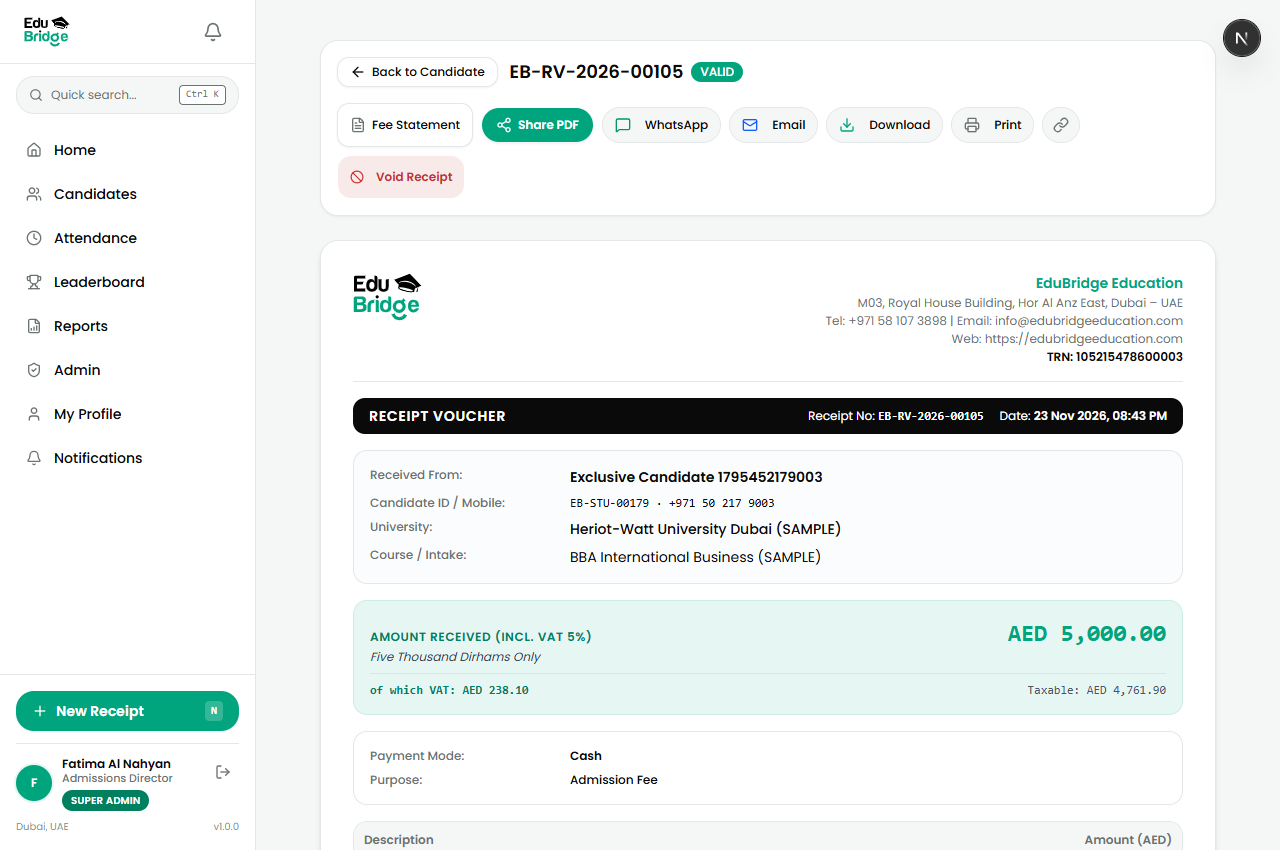 Edu
Bridge
Quick search...
Ctrl K
Home
Candidates
Attendance
Leaderboard
Reports
Admin
My Profile
Notifications
New Receipt
N
F
Fatima Al Nahyan
Admissions Director
SUPER ADMIN
Dubai, UAE
v1.0.0
N
Back to Candidate
EB-RV-2026-00105
VALID
Fee Statement
Share PDF
WhatsApp
Email
Download
Print
Void Receipt
Edu
Bridge
EduBridge Education
M03, Royal House Building, Hor Al Anz East, Dubai – UAE
Tel: +971 58 107 3898 | Email: info@edubridgeeducation.com
Web: https://edubridgeeducation.com
TRN: 105215478600003
RECEIPT VOUCHER
Receipt No: EB-RV-2026-00105 Date: 23 Nov 2026, 08:43 PM
Received From: Exclusive Candidate 1795452179003
Candidate ID / Mobile: EB-STU-00179 · +971 50 217 9003
University: Heriot-Watt University Dubai (SAMPLE)
Course / Intake: BBA International Business (SAMPLE)
AMOUNT RECEIVED (INCL. VAT 5%) AED 5,000.00
Five Thousand Dirhams Only
of which VAT: AED 238.10 Taxable: AED 4,761.90
Payment Mode: Cash
Purpose: Admission Fee
Description Amount (AED)